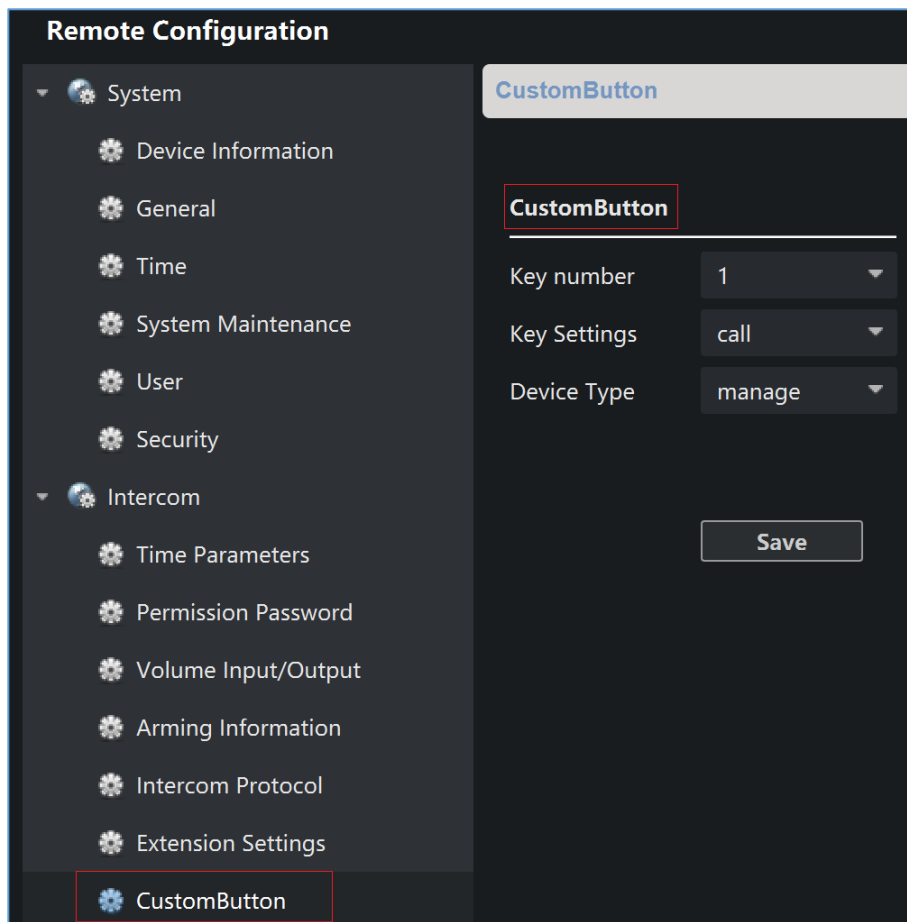 Remote Configuration
System
Device Information
General
Time
System Maintenance
User
Security
Intercom
Time Parameters
Permission Password
Volume Input/Output
Arming Information
Intercom Protocol
Extension Settings
CustomButton
CustomButton
CustomButton
Key number 1
Key Settings call
Device Type manage
Save